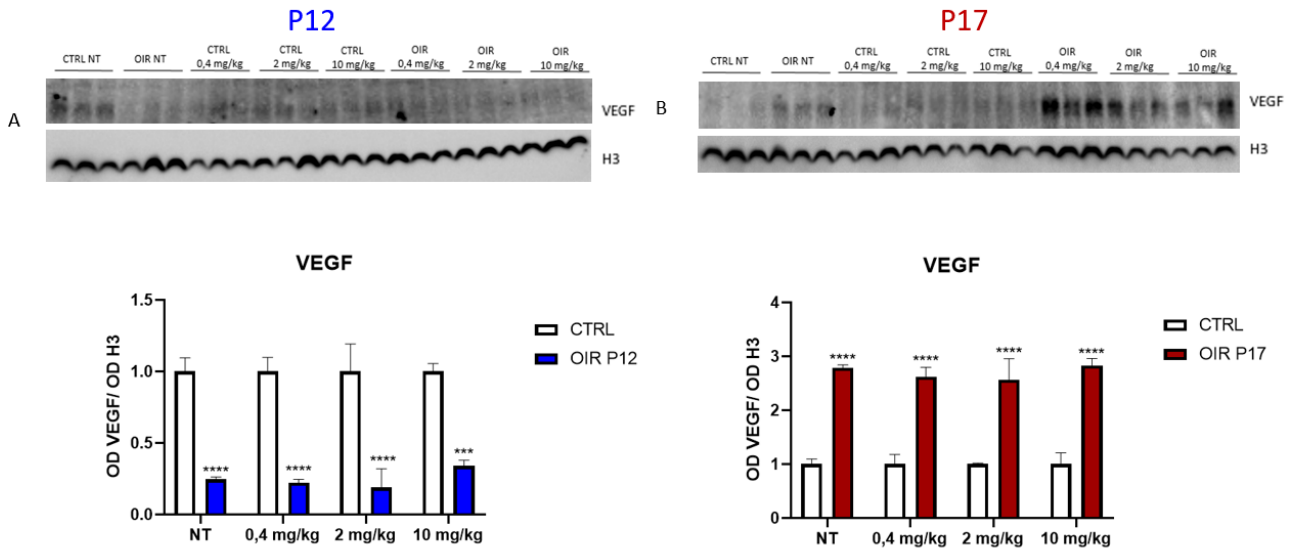 P12
CTRL NT
OIR NT
CTRL
0,4 mg/kg
CTRL
2 mg/kg
CTRL
10 mg/kg
OIR
0,4 mg/kg
OIR
2 mg/kg
OIR
10 mg/kg
A
VEGF
H3
VEGF
OD VEGF/ OD H3
1.5
1.0
0.5
0.0
****
****
****
***
NT
0,4 mg/kg
2 mg/kg
10 mg/kg
CTRL
OIR P12
P17
CTRL NT
OIR NT
CTRL
0,4 mg/kg
CTRL
2 mg/kg
CTRL
10 mg/kg
OIR
0,4 mg/kg
OIR
2 mg/kg
OIR
10 mg/kg
B
VEGF
H3
VEGF
OD VEGF/ OD H3
4
3
2
1
0
****
****
****
****
NT
0,4 mg/kg
2 mg/kg
10 mg/kg
CTRL
OIR P17